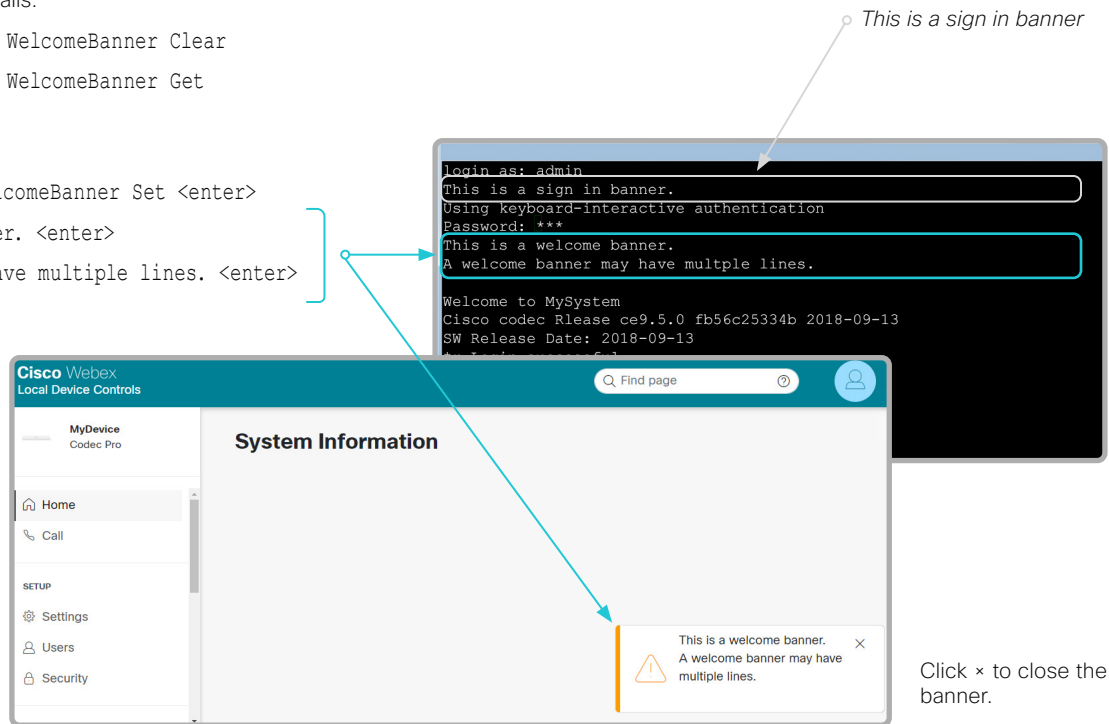 WelcomeBanner Clear
WelcomeBanner Get
This is a sign in banner
comeBanner Set <enter>
<enter>
multiple lines. <enter>
login as: admin
This is a sign in banner.
Using keyboard-interactive authentication
Password: ***
This is a welcome banner.
A welcome banner may have multple lines.
Welcome to MySystem
Cisco codec Rlease ce9.5.0 fb56c25334b 2018-09-13
SW Release Date: 2018-09-13
Cisco Webex
Local Device Controls
Find page
MyDevice
Codec Pro
System Information
Home
Call
SETUP
Settings
Users
Security
This is a welcome banner.
A welcome banner may have
multiple lines.
Click × to close the
banner.